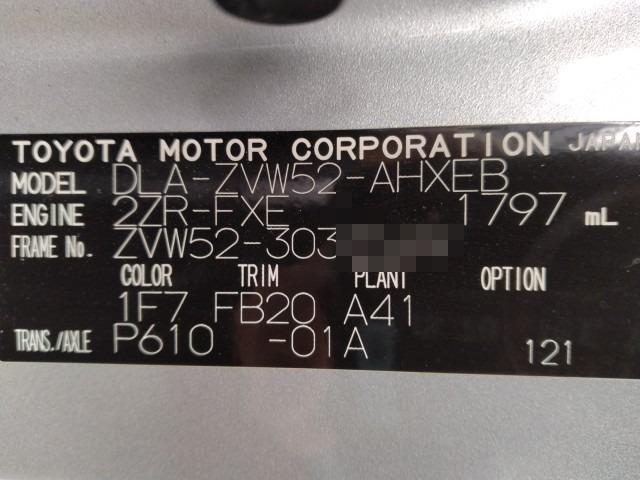 TOYOTA MOTOR CORPORATION JAPAN
MODEL DLA-ZVW52-AHXEB
ENGINE 2ZR-FXE 1797 mL
FRAME No. ZVW52-303
COLOR TRIM PLANT OPTION
1F7 FB20 A41
TRANS./AXLE P610 -01A 121